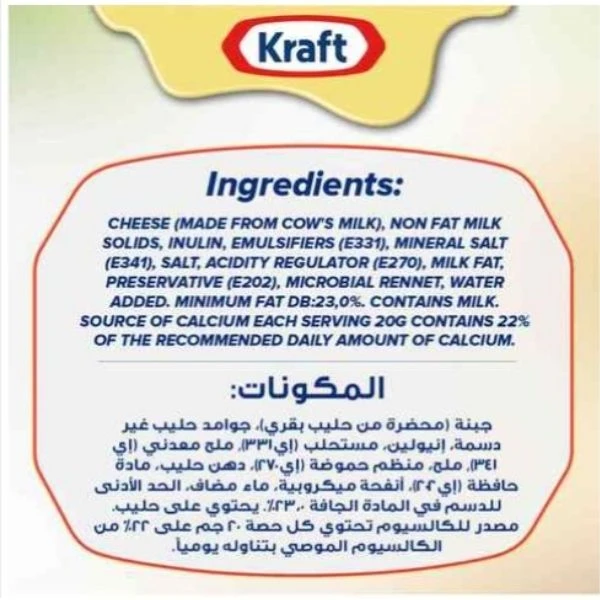 Kraft
Ingredients:
CHEESE (MADE FROM COW'S MILK), NON FAT MILK
SOLIDS, INULIN, EMULSIFIERS (E331), MINERAL SALT
(E341), SALT, ACIDITY REGULATOR (E270), MILK FAT,
PRESERVATIVE (E202), MICROBIAL RENNET, WATER
ADDED. MINIMUM FAT DB:23,0%. CONTAINS MILK.
SOURCE OF CALCIUM EACH SERVING 20G CONTAINS 22%
OF THE RECOMMENDED DAILY AMOUNT OF CALCIUM.
المكونات:
جبنة (محضرة من حليب بقري)، جوامد حليب غير
دسمة، إنيولين، مستحلب (إي٣٣١)، ملح معدني (إي
٣٤١)، ملح، منظم حموضة (إي٢٧٠)، دهن حليب، مادة
حافظة (إي٢٠٢)، أنفحة ميكروبية، ماء مضاف، الحد الأدنى
للدسم في المادة الجافة ٢٣،٠٪. يحتوي على حليب.
مصدر للكالسيوم تحتوي كل حصة ٢٠ جم على ٢٢٪ من
الكالسيوم الموصي بتناوله يومياً.